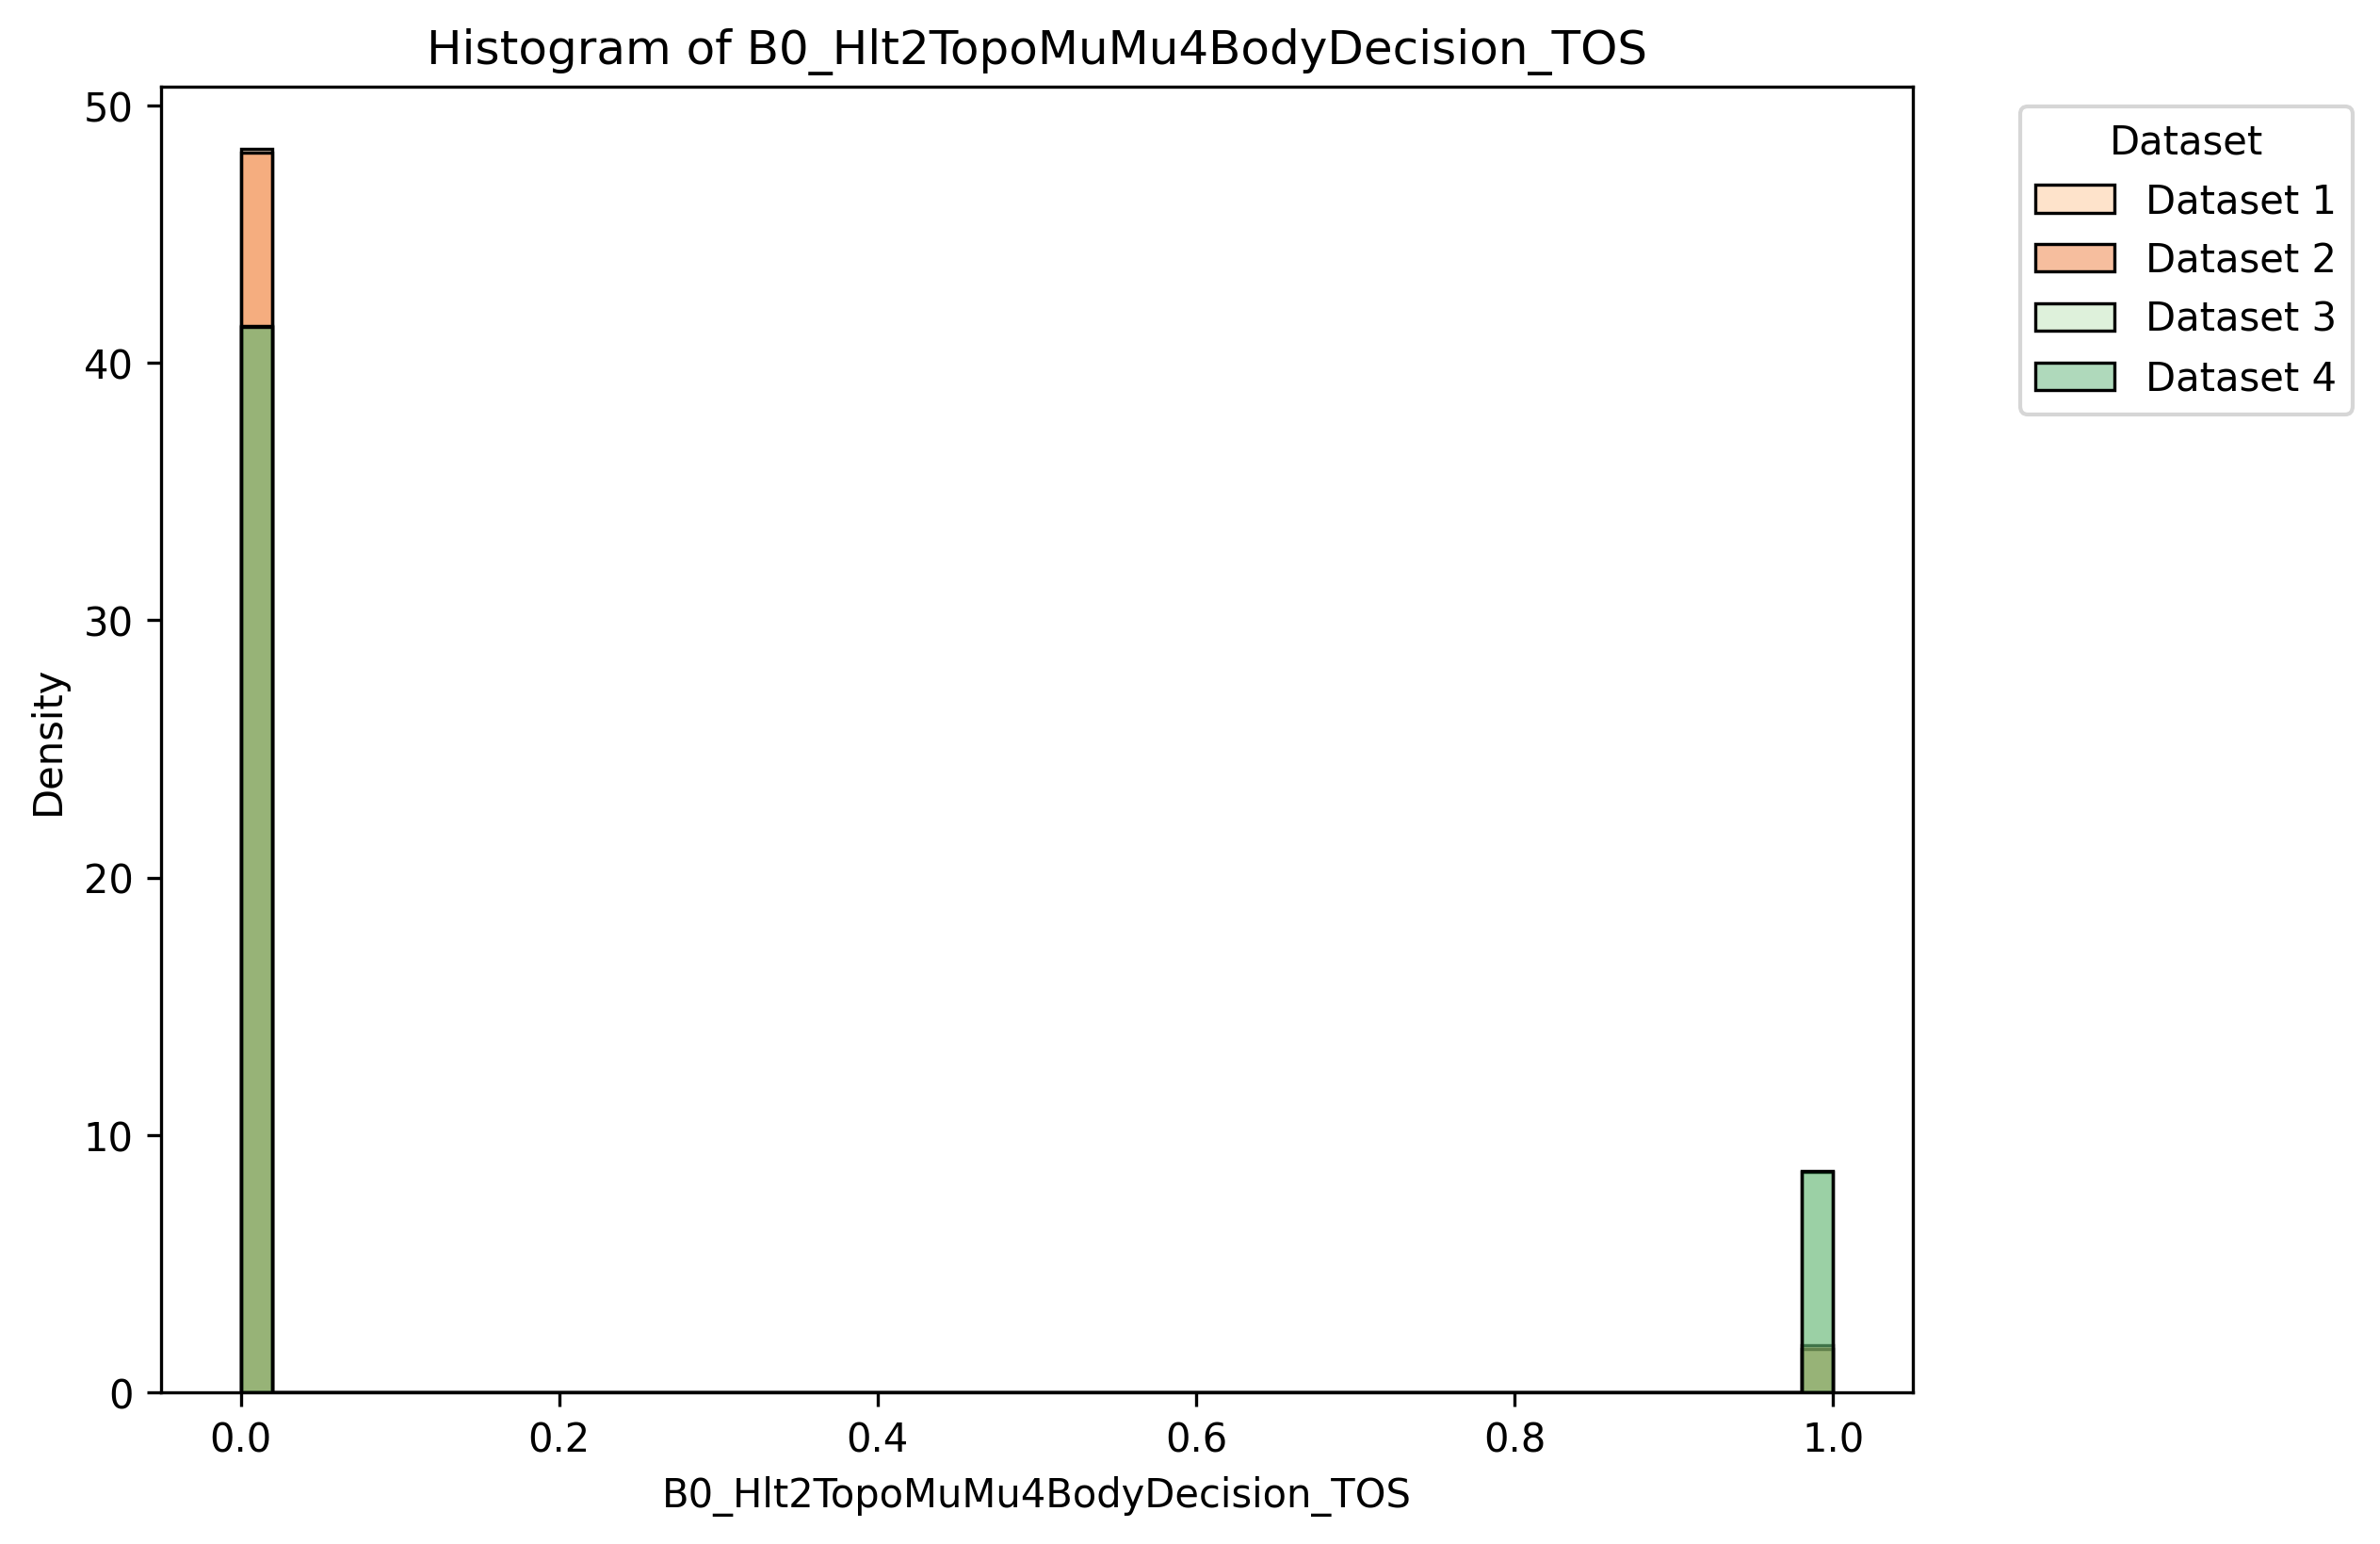 Histogram of B0_Hlt2TopoMuMu4BodyDecision_TOS
Density
50
40
30
20
10
0
0.0 0.2 0.4 0.6 0.8 1.0
B0_Hlt2TopoMuMu4BodyDecision_TOS
Dataset
Dataset 1
Dataset 2
Dataset 3
Dataset 4